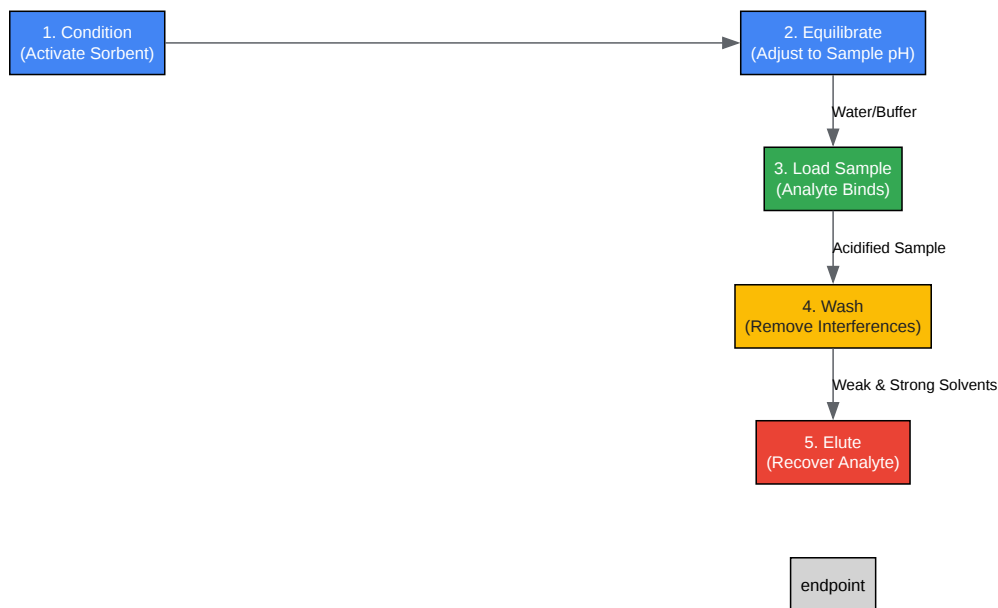 1. Condition
(Activate Sorbent)
2. Equilibrate
(Adjust to Sample pH)
Water/Buffer
3. Load Sample
(Analyte Binds)
Acidified Sample
4. Wash
(Remove Interferences)
Weak & Strong Solvents
5. Elute
(Recover Analyte)
endpoint